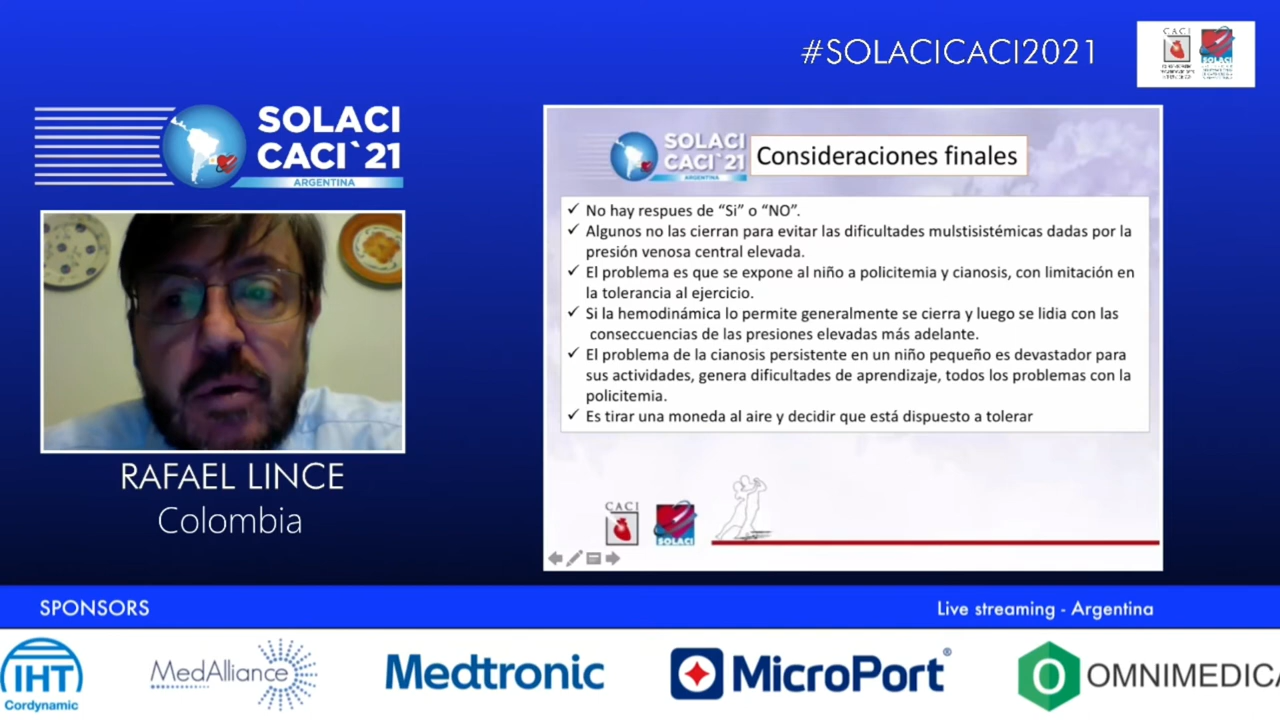 #SOLACICACI2021
CACI
SOLACI
SOLACI
CACI`21
ARGENTINA
SOLACI
CACI`21
ARGENTINA
Consideraciones finales
✓ No hay respues de “Si” o “NO”.
✓ Algunos no las cierran para evitar las dificultades multsisistémicas dadas por la
presión venosa central elevada.
✓ El problema es que se expone al niño a policitemia y cianosis, con limitación en
la tolerancia al ejercicio.
✓ Si la hemodinámica lo permite generalmente se cierra y luego se lidia con las
conseccuencias de las presiones elevadas más adelante.
✓ El problema de la cianosis persistente en un niño pequeño es devastador para
sus actividades, genera dificultades de aprendizaje, todos los problemas con la
policitemia.
✓ Es tirar una moneda al aire y decidir que está dispuesto a tolerar
CACI
SOLACI
RAFAEL LINCE
Colombia
SPONSORS
Live streaming - Argentina
IHT
Cordynamic
MedAlliance
Medtronic
MicroPort®
OMNIMEDICA